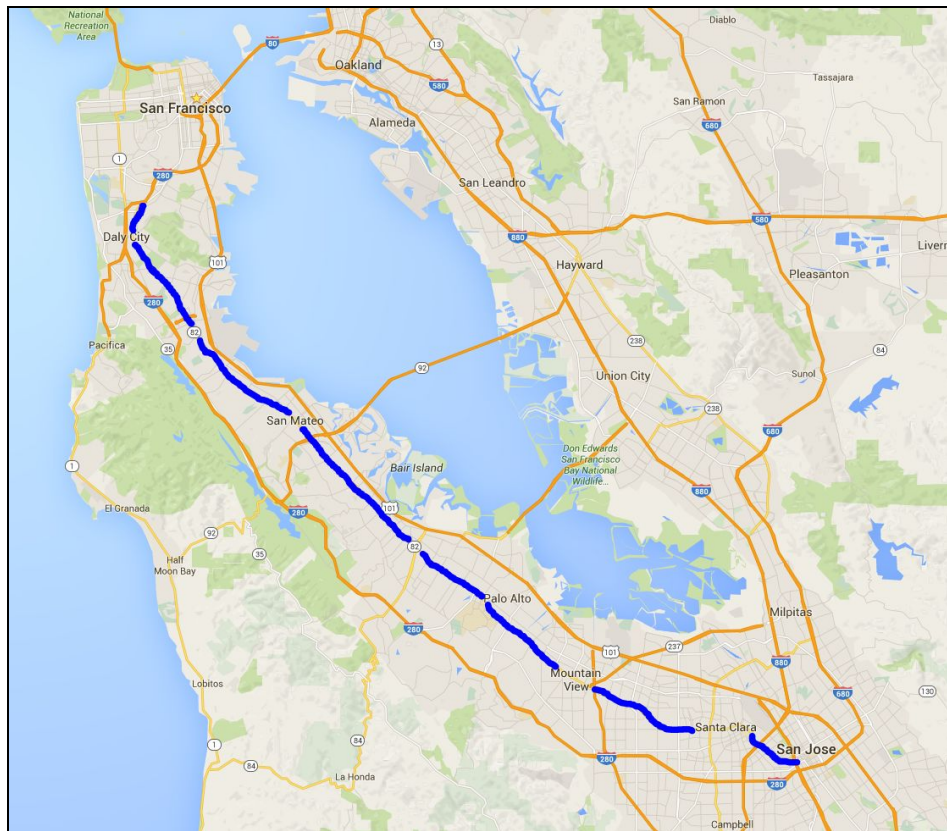 National
Recreation
Area
Diablo
80
13
Oakland
Tassajara
580
San Francisco
San Ramon
Alameda
680
1
280
San Leandro
Daly City
880
580
Livern
101
Hayward
Pleasanton
280
82
238
Pacifica
35
84
92
Union City
Sunol
238
San Mateo
680
Don Edwards
San Francisco
Bay National
Wildlife...
1
Bair Island
880
El Granada
101
280
92
82
35
Half
Moon Bay
Palo Alto
Milpitas
280
101
237
880
Mountain
View
Lobitos
680
130
Santa Clara
84
1
San Jose
280
84
La Honda
280
Campbell